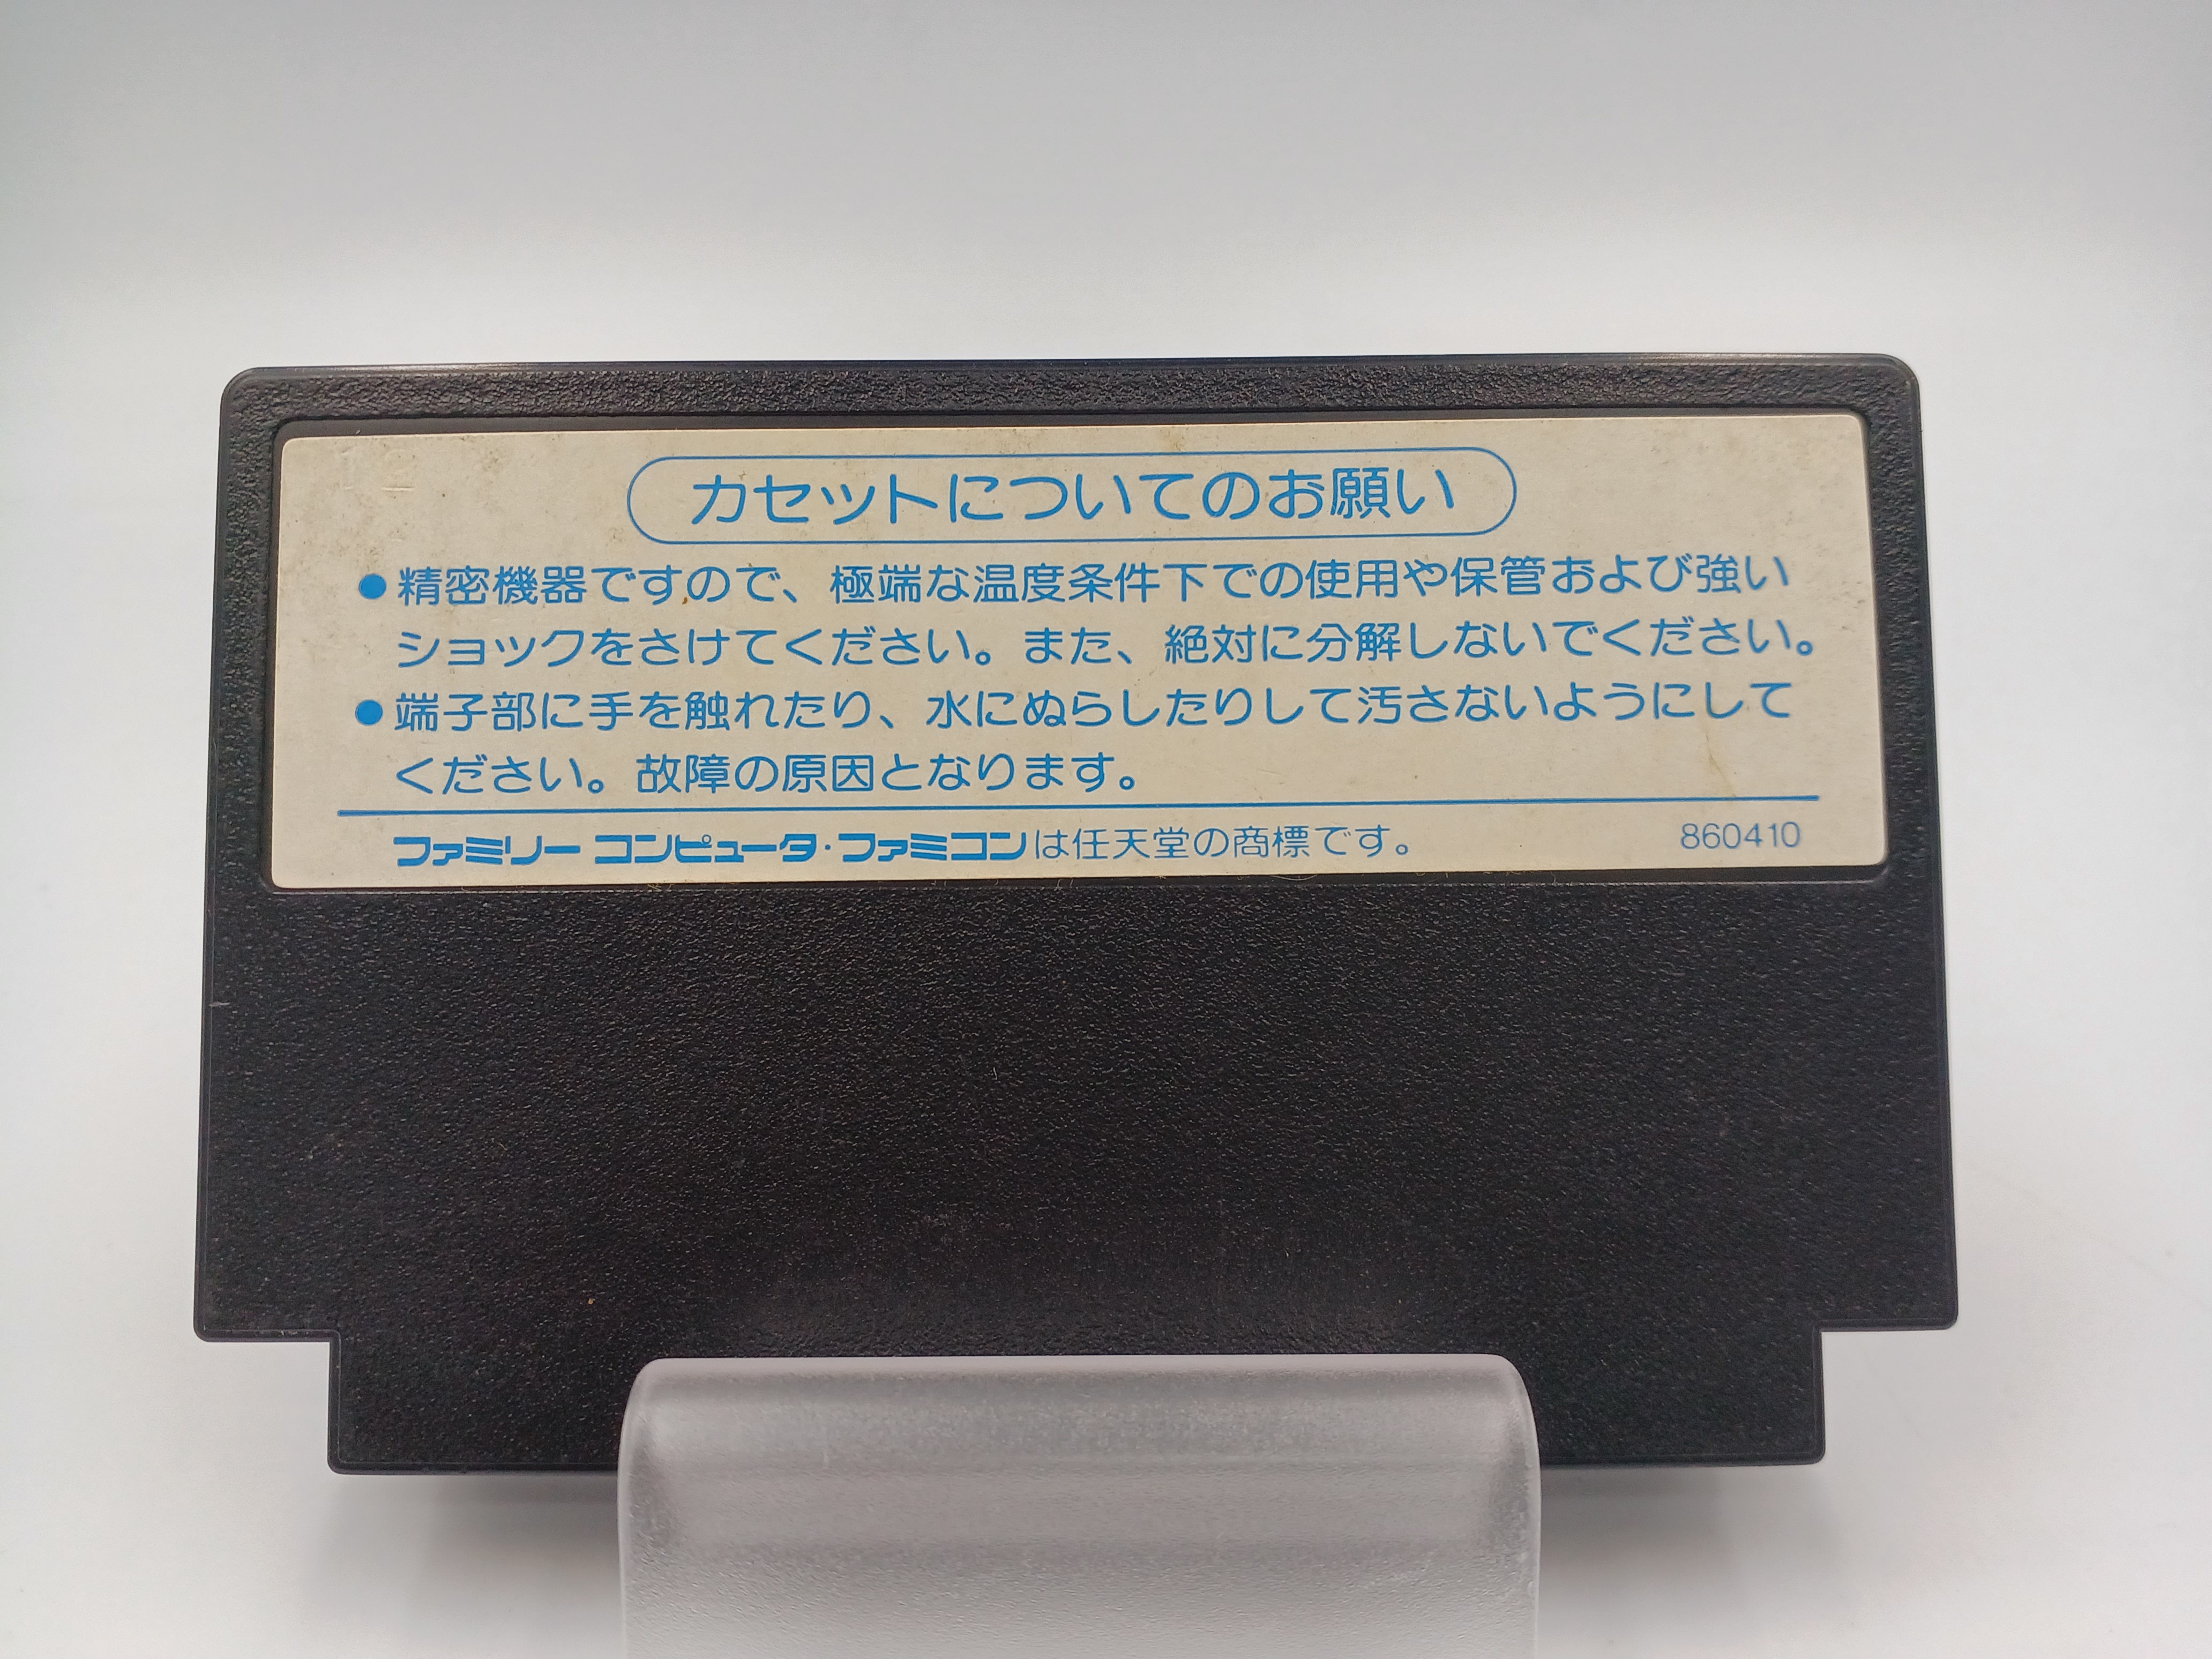 12
カセットについてのお願い
●精密機器ですので、極端な温度条件下での使用や保管および強い
ショックをさけてください。また、絶対に分解しないでください。
●端子部に手を触れたり、水にぬらしたりして汚さないようにして
ください。故障の原因となります。
ファミリー コンピュータ・ファミコンは任天堂の商標です。 860410